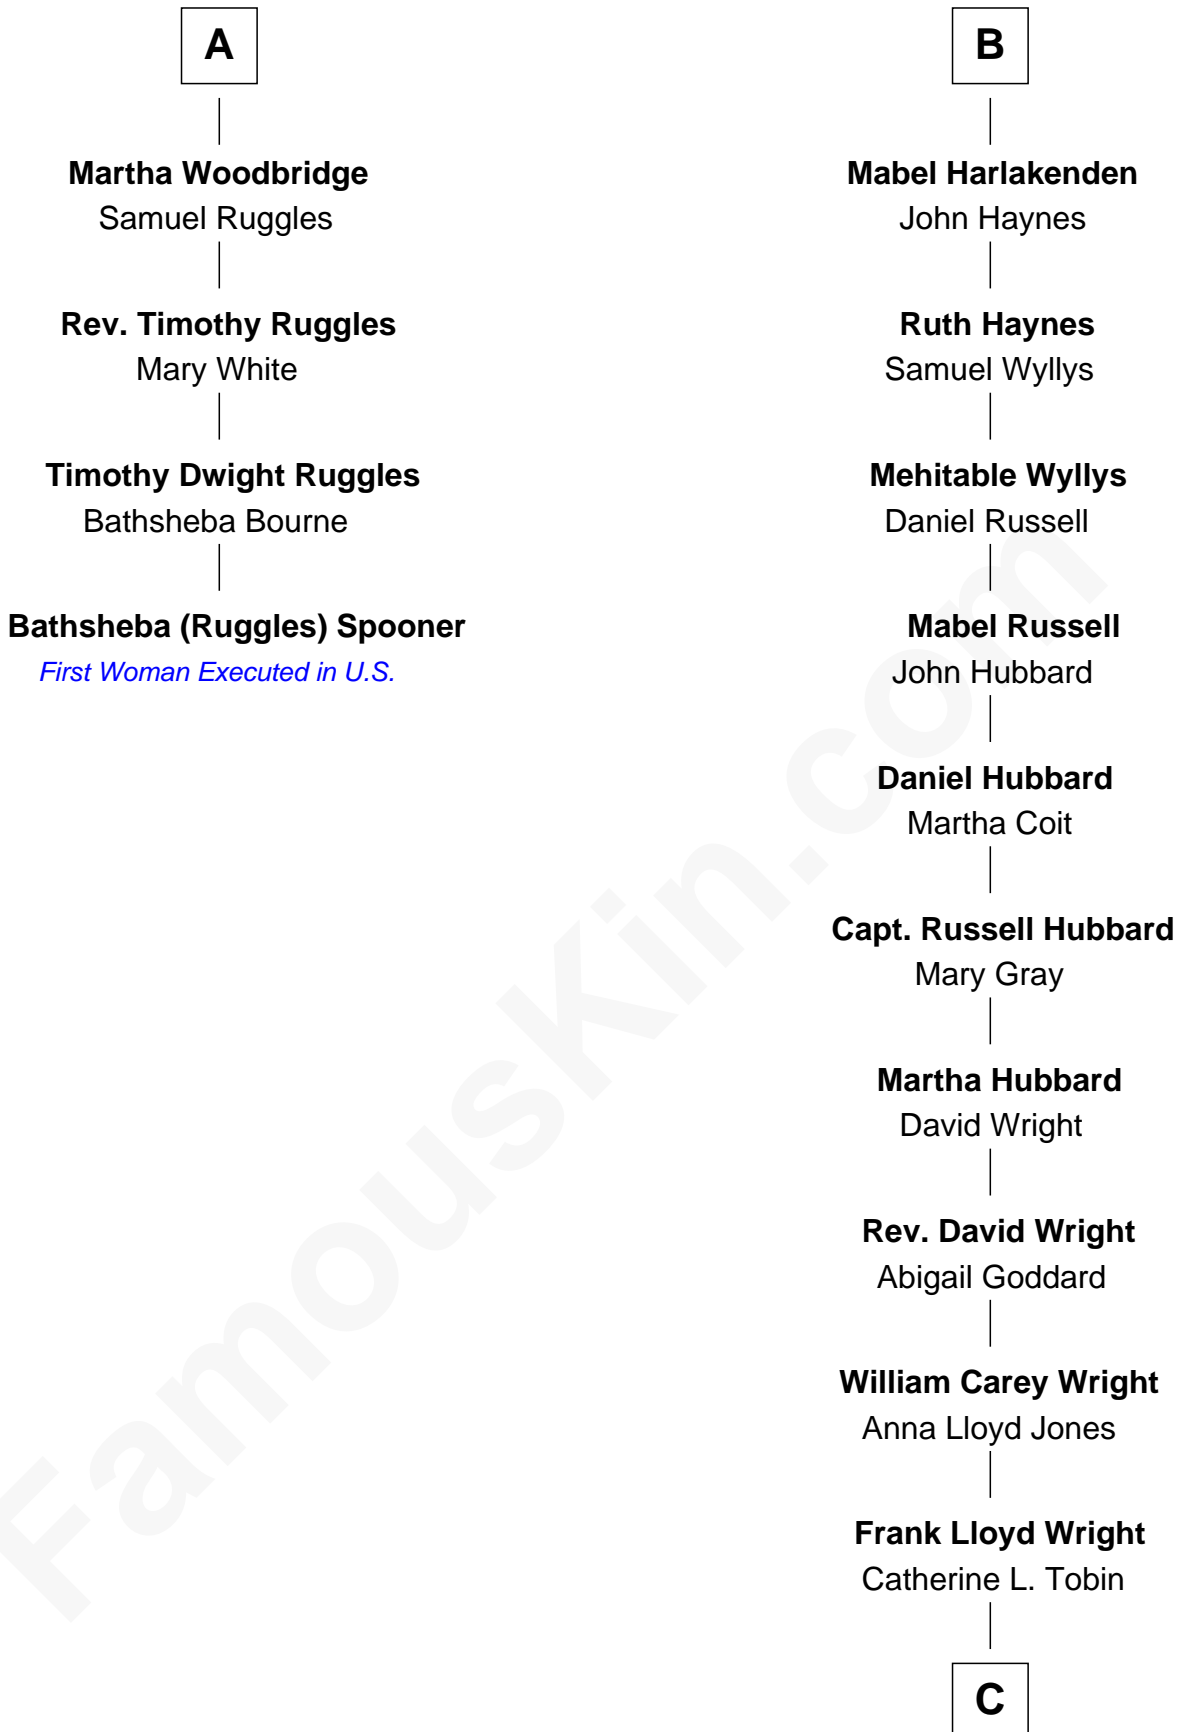 A
Martha Woodbridge
Samuel Ruggles
Rev. Timothy Ruggles
Mary White
Timothy Dwight Ruggles
Bathsheba Bourne
Bathsheba (Ruggles) Spooner
First Woman Executed in U.S.
B
Mabel Harlakenden
John Haynes
Ruth Haynes
Samuel Wyllys
Mehitable Wyllys
Daniel Russell
Mabel Russell
John Hubbard
Daniel Hubbard
Martha Coit
Capt. Russell Hubbard
Mary Gray
Martha Hubbard
David Wright
Rev. David Wright
Abigail Goddard
William Carey Wright
Anna Lloyd Jones
Frank Lloyd Wright
Catherine L. Tobin
C
FamousKin.com